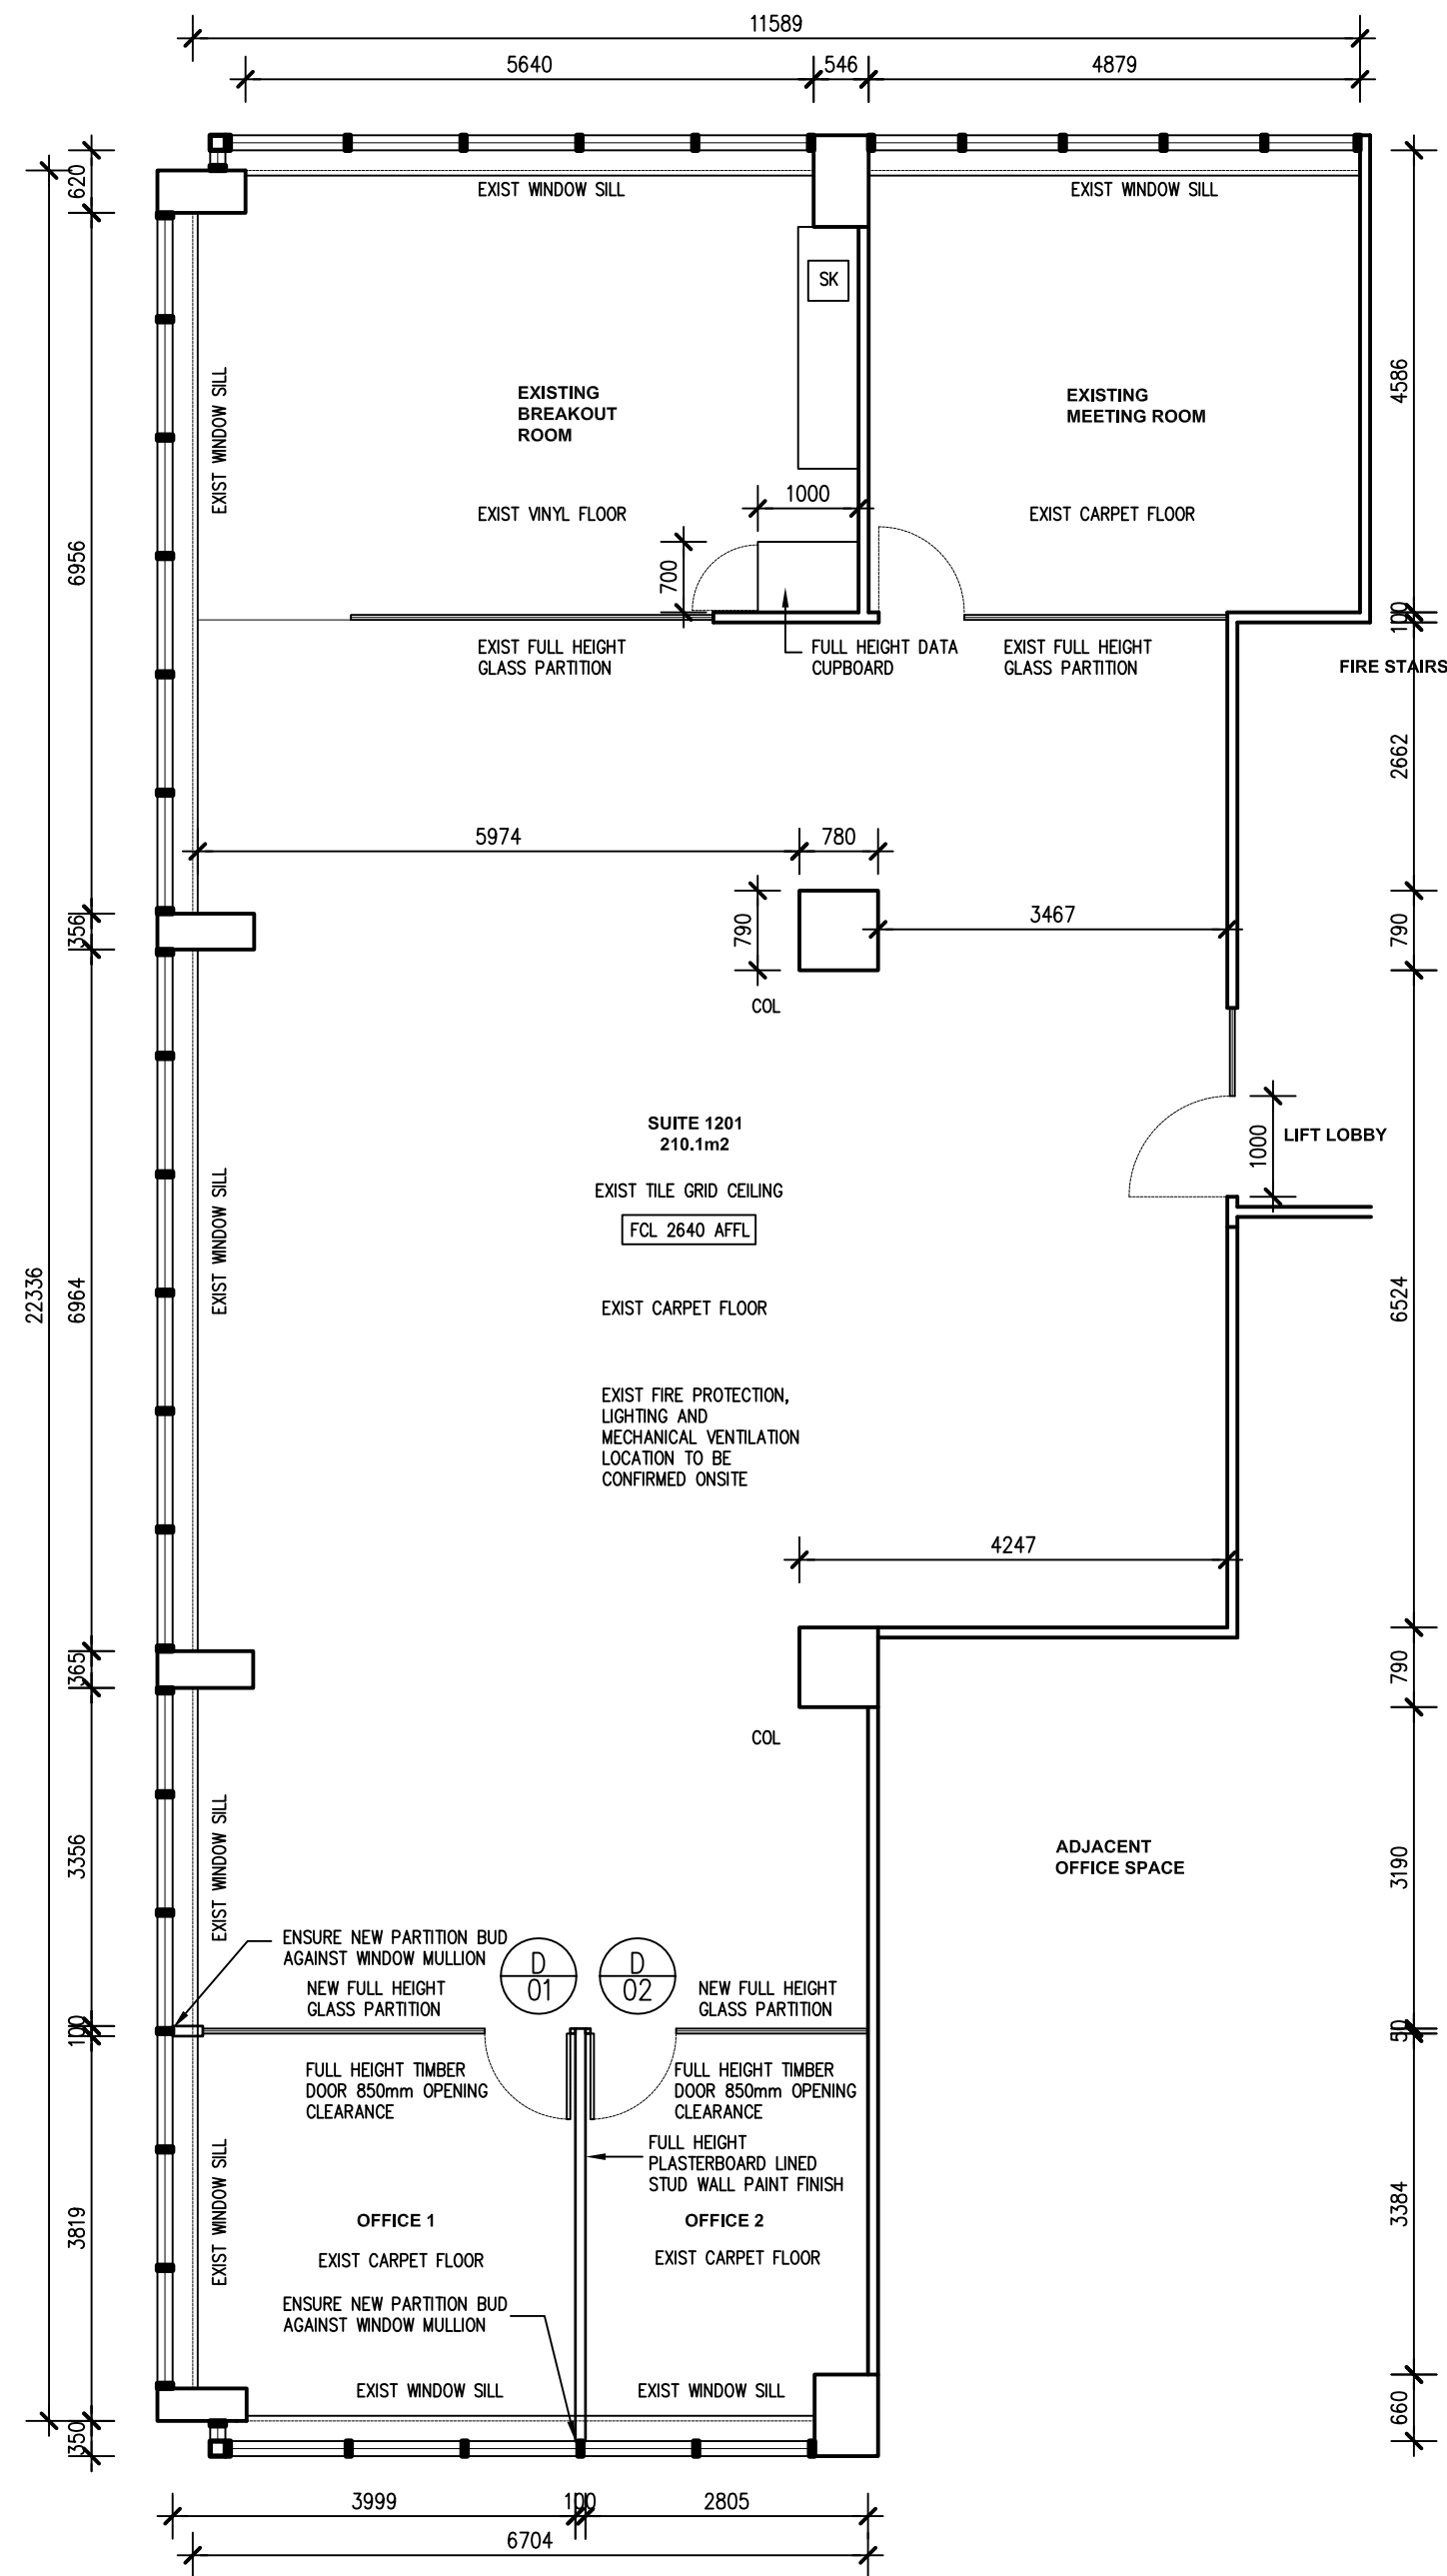 11589
5640
546
4879
620
EXIST WINDOW SILL
EXIST WINDOW SILL
SK
EXIST WINDOW SILL
4586
EXISTING
BREAKOUT
ROOM
EXISTING
MEETING ROOM
1000
EXIST VINYL FLOOR
EXIST CARPET FLOOR
6956
700
100
EXIST FULL HEIGHT
GLASS PARTITION
FULL HEIGHT DATA
CUPBOARD
EXIST FULL HEIGHT
GLASS PARTITION
FIRE STAIRS
2662
5974
780
356
790
3467
790
COL
SUITE 1201
210.1m2
1000
LIFT LOBBY
EXIST TILE GRID CEILING
FCL 2640 AFFL
EXIST WINDOW SILL
22336
6964
EXIST CARPET FLOOR
6524
EXIST FIRE PROTECTION,
LIGHTING AND
MECHANICAL VENTILATION
LOCATION TO BE
CONFIRMED ONSITE
4247
365
790
COL
EXIST WINDOW SILL
3356
ADJACENT
OFFICE SPACE
3190
ENSURE NEW PARTITION BUD
AGAINST WINDOW MULLION
D
01
D
02
NEW FULL HEIGHT
GLASS PARTITION
NEW FULL HEIGHT
GLASS PARTITION
100
50
FULL HEIGHT TIMBER
DOOR 850mm OPENING
CLEARANCE
FULL HEIGHT TIMBER
DOOR 850mm OPENING
CLEARANCE
FULL HEIGHT
PLASTERBOARD LINED
STUD WALL PAINT FINISH
EXIST WINDOW SILL
3819
OFFICE 1
OFFICE 2
3384
EXIST CARPET FLOOR
EXIST CARPET FLOOR
ENSURE NEW PARTITION BUD
AGAINST WINDOW MULLION
EXIST WINDOW SILL
EXIST WINDOW SILL
660
350
3999
100
2805
6704